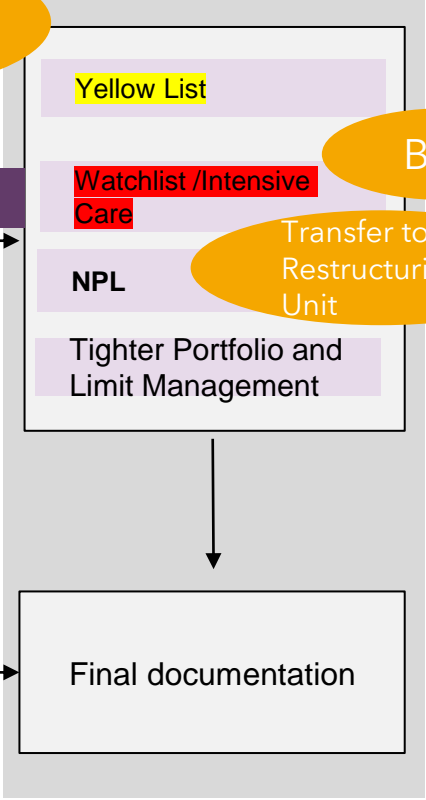 Yellow List
B
Watchlist /Intensive
Care
Transfer to
Restructuri
Unit
NPL
Tighter Portfolio and
Limit Management
Final documentation